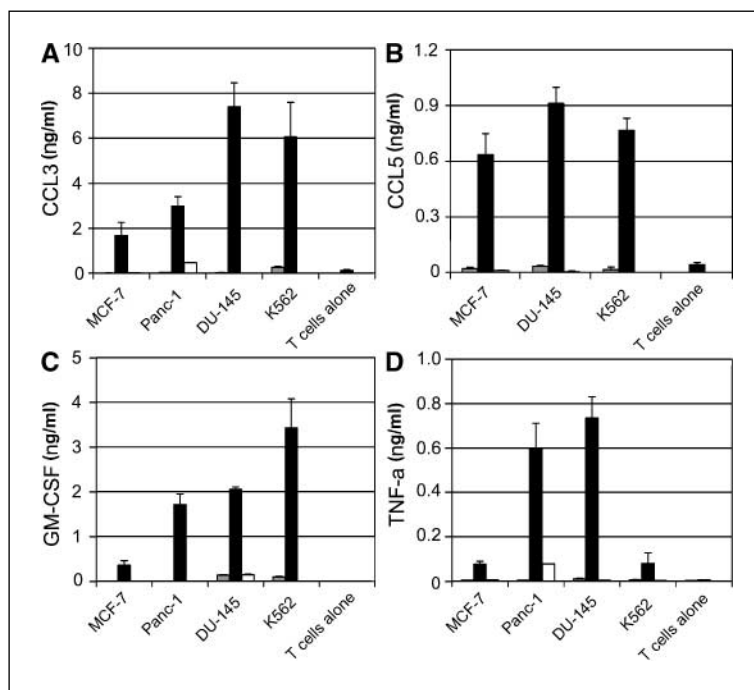 A
CCL3 (ng/ml)
10
8
6
4
2
0
MCF-7
Panc-1
DU-145
K562
T cells alone
B
CCL5 (ng/ml)
1.2
0.9
0.6
0.3
0
MCF-7
DU-145
K562
T cells alone
C
GM-CSF (ng/ml)
5
4
3
2
1
0
MCF-7
Panc-1
DU-145
K562
T cells alone
D
TNF-a (ng/ml)
1.0
0.8
0.6
0.4
0.2
0
MCF-7
Panc-1
DU-145
K562
T cells alone